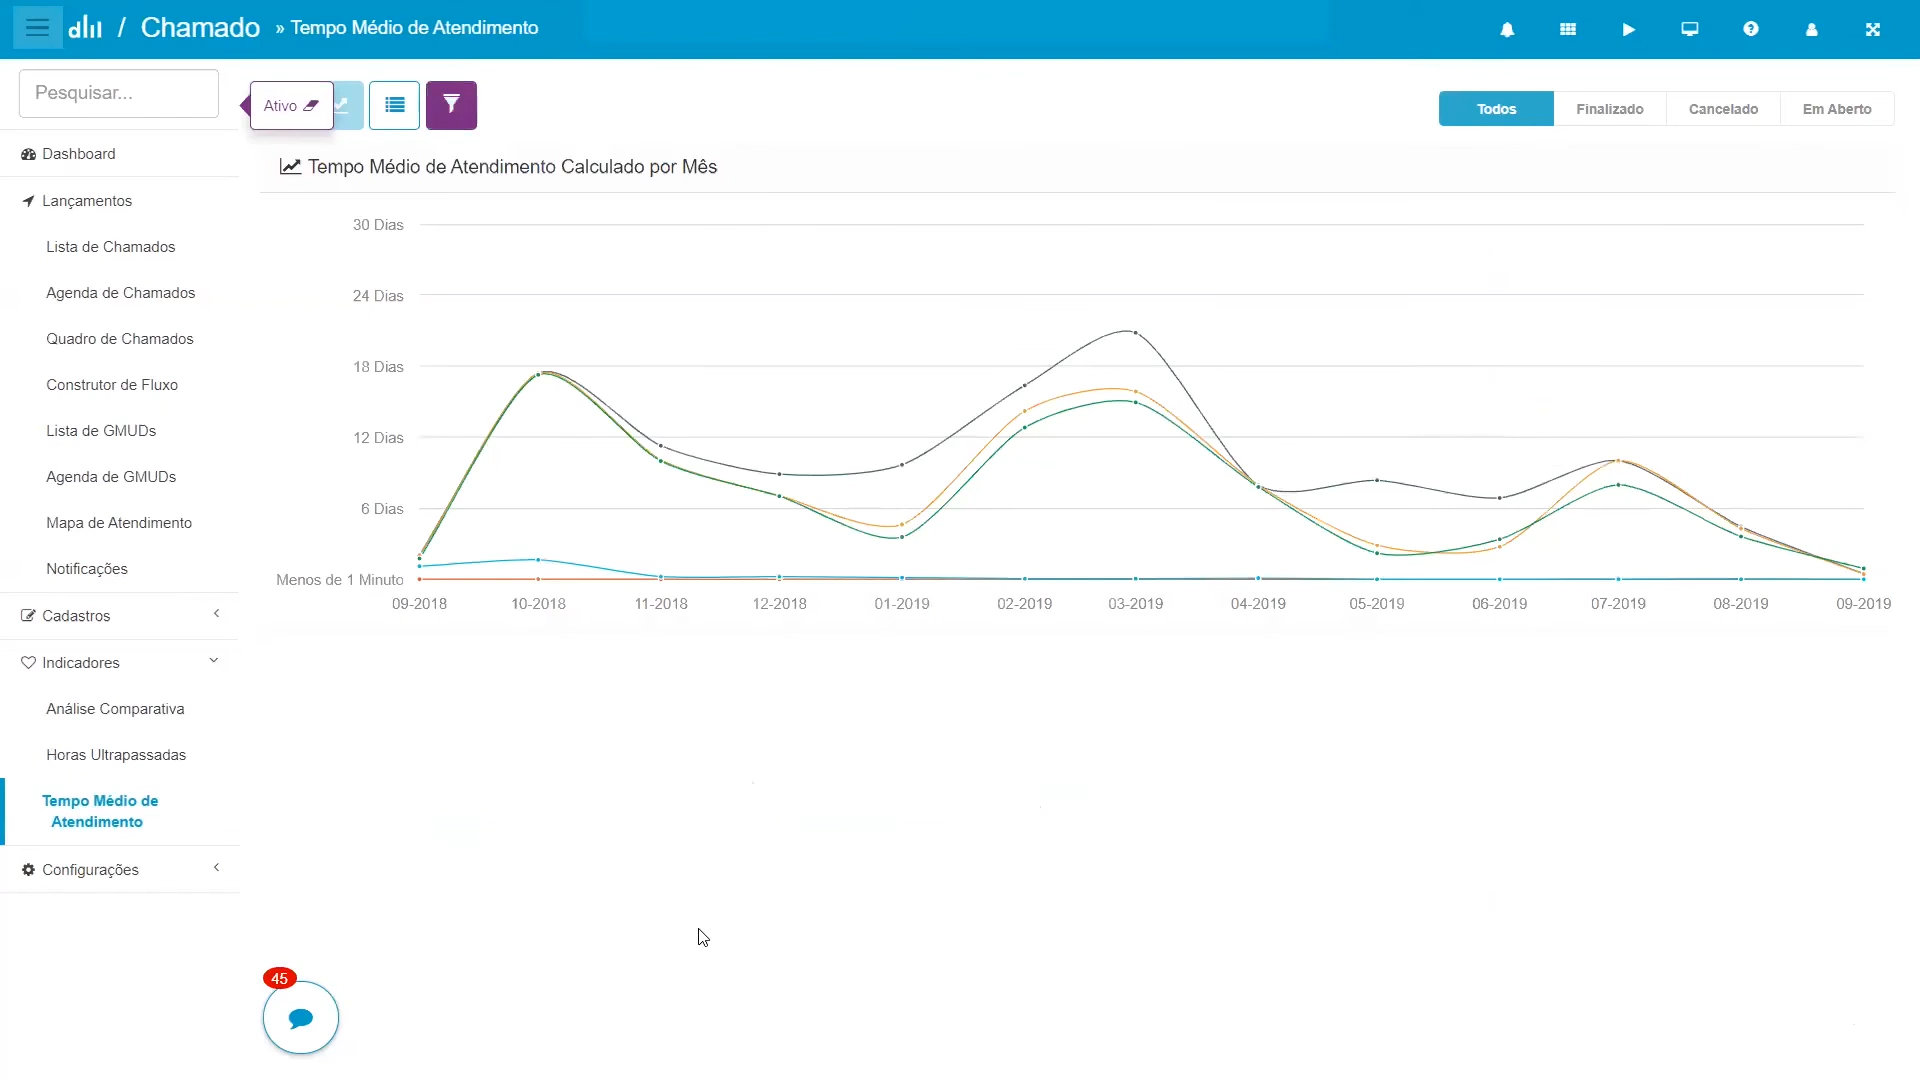 / Chamado » Tempo Médio de Atendimento
Pesquisar...
Ativo
Todos
Finalizado
Cancelado
Em Aberto
Dashboard
Lançamentos
Lista de Chamados
Agenda de Chamados
Quadro de Chamados
Construtor de Fluxo
Lista de GMUDs
Agenda de GMUDs
Mapa de Atendimento
Notificações
Cadastros
Indicadores
Análise Comparativa
Horas Ultrapassadas
Tempo Médio de
Atendimento
Configurações
Tempo Médio de Atendimento Calculado por Mês
30 Dias
24 Dias
18 Dias
12 Dias
6 Dias
Menos de 1 Minuto
09-2018
10-2018
11-2018
12-2018
01-2019
02-2019
03-2019
04-2019
05-2019
06-2019
07-2019
08-2019
09-2019
45